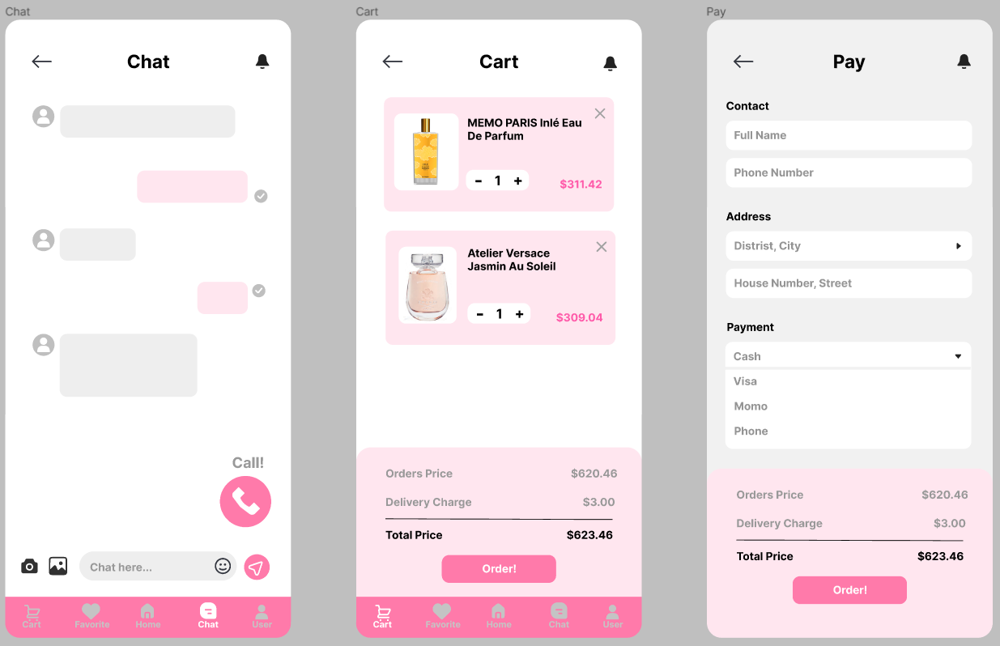 Chat
Chat
Call!
Chat here...
Cart
Favorite
Home
Chat
User
Cart
Cart
MEMO PARIS Inlé Eau
De Parfum
- 1 +
$311.42
Atelier Versace
Jasmin Au Soleil
- 1 +
$309.04
Orders Price $620.46
Delivery Charge $3.00
Total Price $623.46
Order!
Cart
Favorite
Home
Chat
User
Pay
Pay
Contact
Full Name
Phone Number
Address
Distrist, City
House Number, Street
Payment
Cash
Visa
Momo
Phone
Orders Price $620.46
Delivery Charge $3.00
Total Price $623.46
Order!